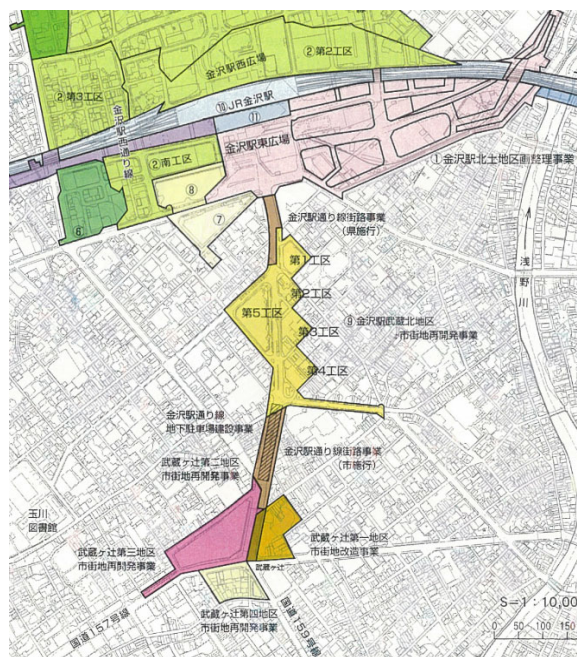 ②第2工区
金沢駅西広場
②第3工区
⑩JR金沢駅
⑪
金沢駅西通り線
金沢駅東広場
②南工区
①金沢駅北土地区画整理事業
⑧
⑥
⑦
金沢駅通り線街路事業
(県施行)
浅野川
第1工区
第2工区
第5工区
第3工区
⑨金沢駅武蔵北地区
市街地再開発事業
第4工区
金沢駅通り線
地下駐車場建設事業
金沢駅通り線街路事業
(市施行)
武蔵ヶ辻第二地区
市街地再開発事業
玉川
図書館
武蔵ヶ辻第一地区
市街地改造事業
武蔵ヶ辻第三地区
市街地再開発事業
武蔵ヶ辻
武蔵ヶ辻第四地区
市街地再開発事業
国道157号線
国道159号線
S=1:10,00
0 50 100 150